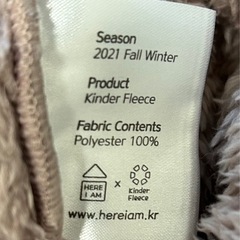 Season
2021 Fall Winter
Product
Kinder Fleece
Fabric Contents
Polyester 100%
HERE
I AM
x
Kinder
Fleece
www.hereiam.kr